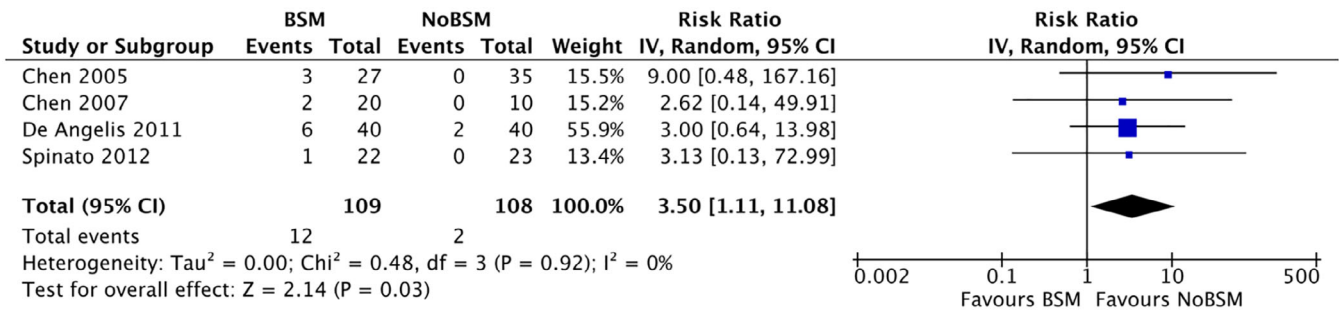 BSM NoBSM Risk Ratio Risk Ratio
Study or Subgroup Events Total Events Total Weight IV, Random, 95% CI IV, Random, 95% CI
Chen 2005 3 27 0 35 15.5% 9.00 [0.48, 167.16]
Chen 2007 2 20 0 10 15.2% 2.62 [0.14, 49.91]
De Angelis 2011 6 40 2 40 55.9% 3.00 [0.64, 13.98]
Spinato 2012 1 22 0 23 13.4% 3.13 [0.13, 72.99]
Total (95% CI) 109 108 100.0% 3.50 [1.11, 11.08]
Total events 12 2
Heterogeneity: Tau² = 0.00; Chi² = 0.48, df = 3 (P = 0.92); I² = 0%
Test for overall effect: Z = 2.14 (P = 0.03)
0.002 0.1 1 10 500
Favours BSM Favours NoBSM